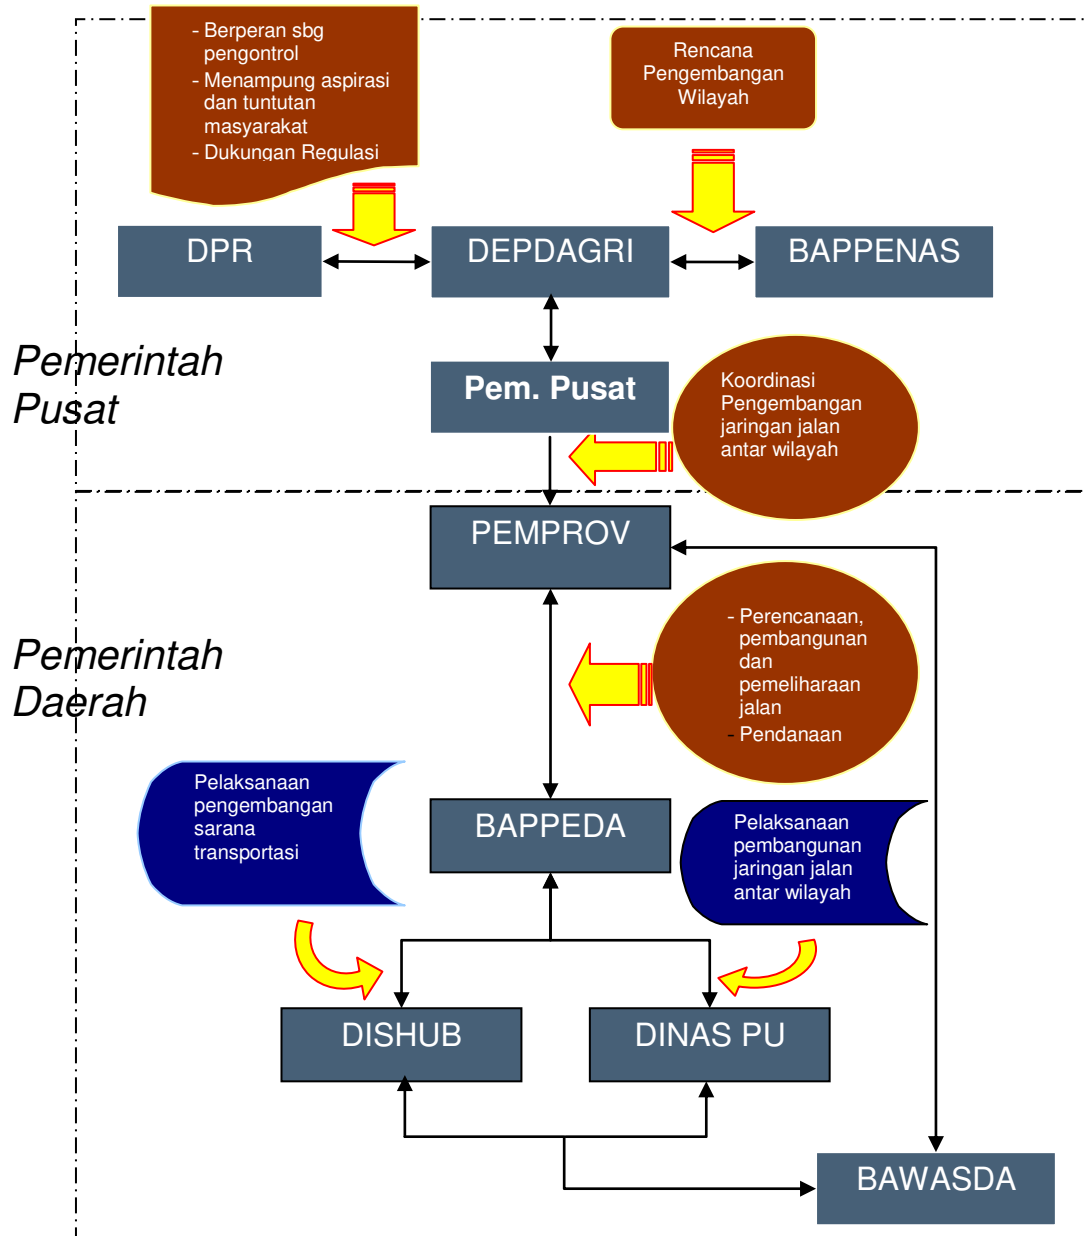 - Berperan sbg
pengontrol
- Menampung aspirasi
dan tuntutan
masyarakat
- Dukungan Regulasi
Rencana
Pengembangan
Wilayah
DPR
DEPDAGRI
BAPPENAS
Pemerintah
Pusat
Pem. Pusat
Koordinasi
Pengembangan
jaringan jalan
antar wilayah
PEMPROV
Pemerintah
Daerah
- Perencanaan,
pembangunan
dan
pemeliharaan
jalan
- Pendanaan
Pelaksanaan
pengembangan
sarana
transportasi
BAPPEDA
Pelaksanaan
pembangunan
jaringan jalan
antar wilayah
DISHUB
DINAS PU
BAWASDA